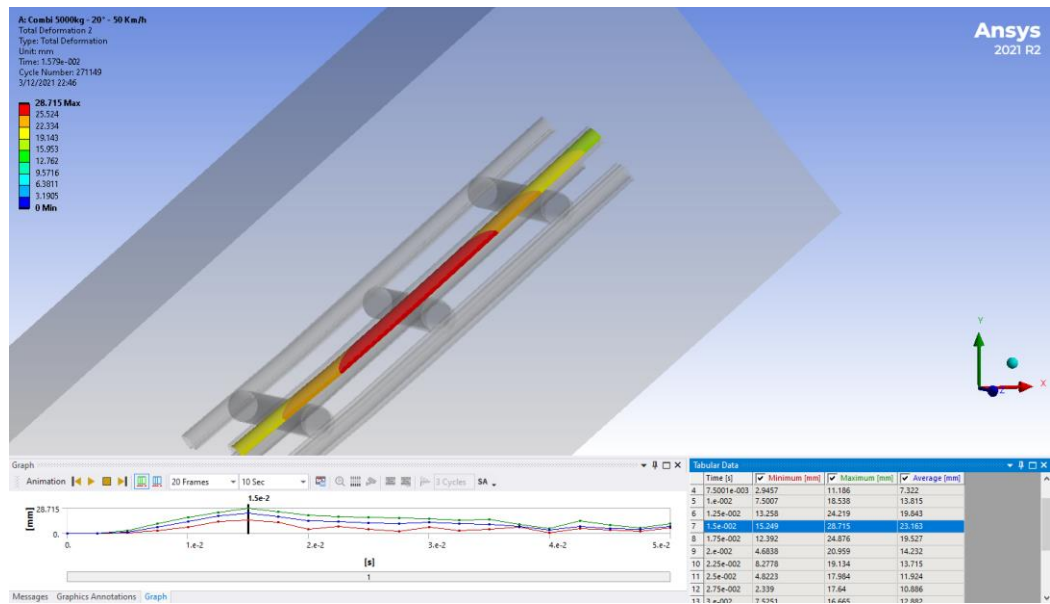 A: Combi 5000kg - 20° - 50 Km/h
Total Deformation 2
Type: Total Deformation
Unit: mm
Time: 1.579e-002
Cycle Number: 271149
3/12/2021 22:46
28.715 Max
25.524
22.334
19.143
15.953
12.762
9.5716
6.3811
3.1905
0 Min
Ansys
2021 R2
Y
X
Z
Graph
Animation 20 Frames 10 Sec 3 Cycles SA
1.5e-2
[mm]
28.715
0.
0. 1.e-2 2.e-2 3.e-2 4.e-2 5.e-2
[s]
1
Messages Graphics Annotations Graph
Tabular Data
Time [s] Minimum [mm] Maximum [mm] Average [mm]
4 7.5001e-003 2.9457 11.186 7.322
5 1.e-002 7.5007 18.538 13.815
6 1.25e-002 13.258 24.219 19.843
7 1.5e-002 15.249 28.715 23.163
8 1.75e-002 12.392 24.876 19.527
9 2.e-002 4.6838 20.959 14.232
10 2.25e-002 8.2778 19.134 13.715
11 2.5e-002 4.8223 17.984 11.924
12 2.75e-002 2.339 17.64 10.886
13 3.e-002 7.5251 16.665 12.882